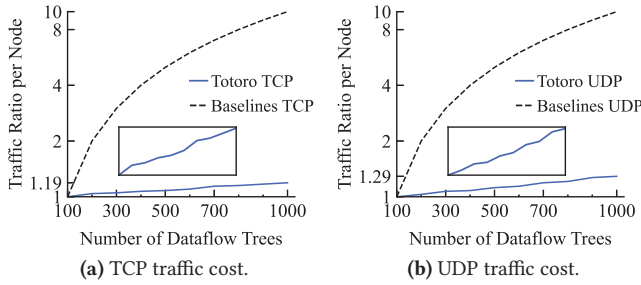 Traffic Ratio per Node
10
8
4
2
1.19
1
Totoro TCP
Baselines TCP
100 300 500 700 1000
Number of Dataflow Trees
(a) TCP traffic cost.
Traffic Ratio per Node
10
8
4
2
1.29
1
Totoro UDP
Baselines UDP
100 300 500 700 1000
Number of Dataflow Trees
(b) UDP traffic cost.